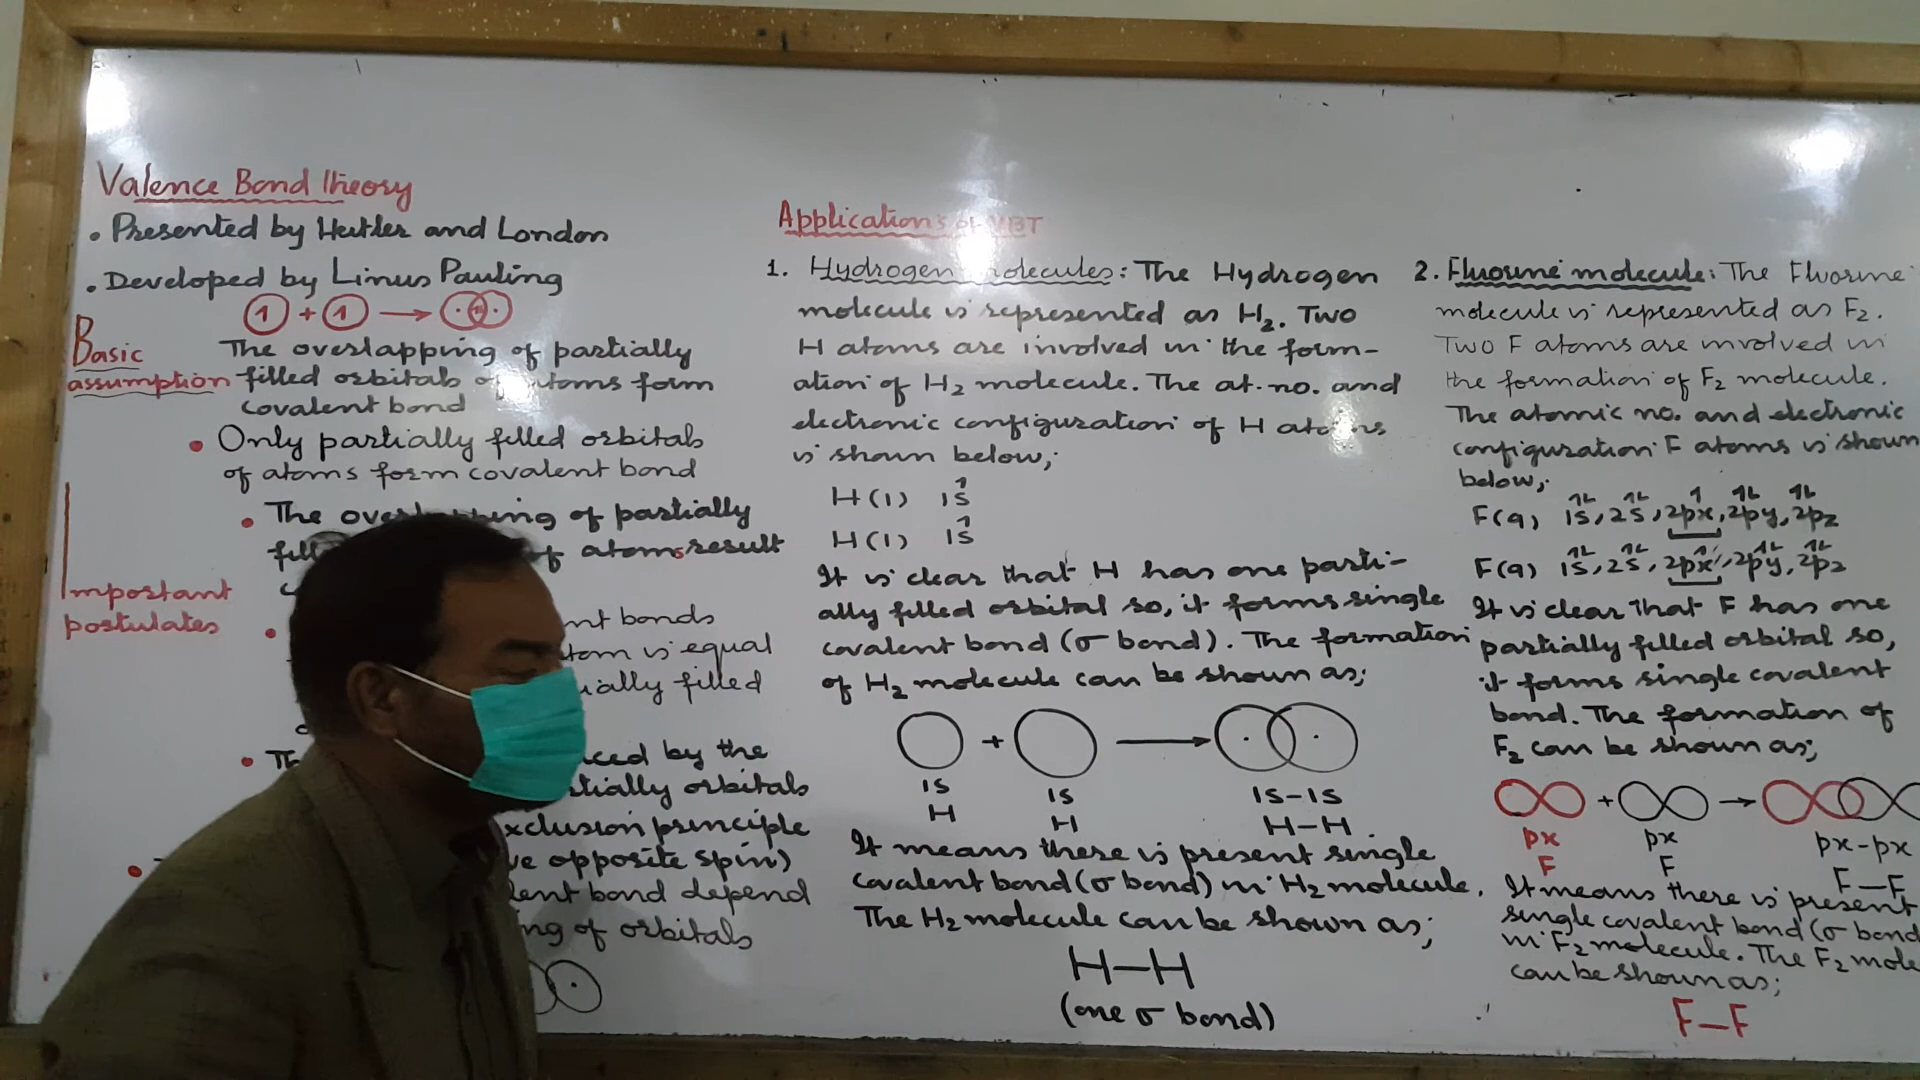 Valence Bond theory
• Presented by Heitler and London
• Developed by Linus Pauling
1 + 1 →
Basic assumption
The overlapping of partially
filled orbitals of atoms form
covalent bond
• Only partially filled orbitals
of atoms form covalent bond
• The overlapping of partially
of atoms result
Important
postulates
bonds
atom is equal
filled
by the
orbitals
exclusion principle
opposite spin)
bond depend
of orbitals
Applications of VBT
1. Hydrogen molecules: The Hydrogen
molecule is represented as H₂. Two
H atoms are involved in the form-
ation of H₂ molecule. The at. no. and
electronic configuration of H atoms
is shown below;
H(1) 1S↑
H(1) 1S↑
It is clear that H has one parti-
ally filled orbital so, it forms single
covalent bond (σ bond). The formation
of H₂ molecule can be shown as;
+ →
1S 1S 1S-1S
H H H-H.
It means there is present single
covalent bond (σ bond) in H₂ molecule.
The H₂ molecule can be shown as;
H-H
(one σ bond)
2. Fluorine molecule: The Fluorine
molecule is represented as F₂.
Two F atoms are involved in
the formation of F₂ molecule.
The atomic no. and electronic
configuration F atoms is shown
below;
F(9) 1S, 2S, 2px, 2py, 2pz
F(9) 1S, 2S, 2px, 2py, 2pz
It is clear that F has one
partially filled orbital so,
it forms single covalent
bond. The formation of
F₂ can be shown as;
+ →
px px px-px
F F F-F
It means there is present
single covalent bond (σ bond
in F₂ molecule. The F₂ mole
can be shown as;
F-F